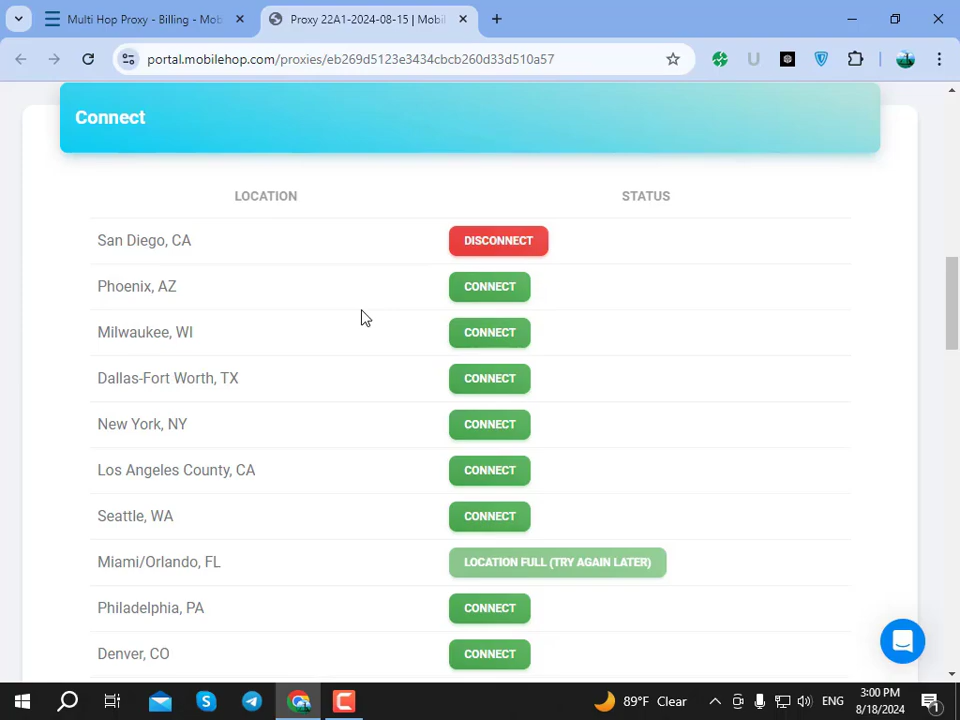 Multi Hop Proxy - Billing - Mob
Proxy 22A1-2024-08-15 | Mobil
portal.mobilehop.com/proxies/eb269d5123e3434cbcb260d33d510a57
Connect
LOCATION STATUS
San Diego, CA DISCONNECT
Phoenix, AZ CONNECT
Milwaukee, WI CONNECT
Dallas-Fort Worth, TX CONNECT
New York, NY CONNECT
Los Angeles County, CA CONNECT
Seattle, WA CONNECT
Miami/Orlando, FL LOCATION FULL (TRY AGAIN LATER)
Philadelphia, PA CONNECT
Denver, CO CONNECT
89°F Clear
ENG
3:00 PM
8/18/2024
1